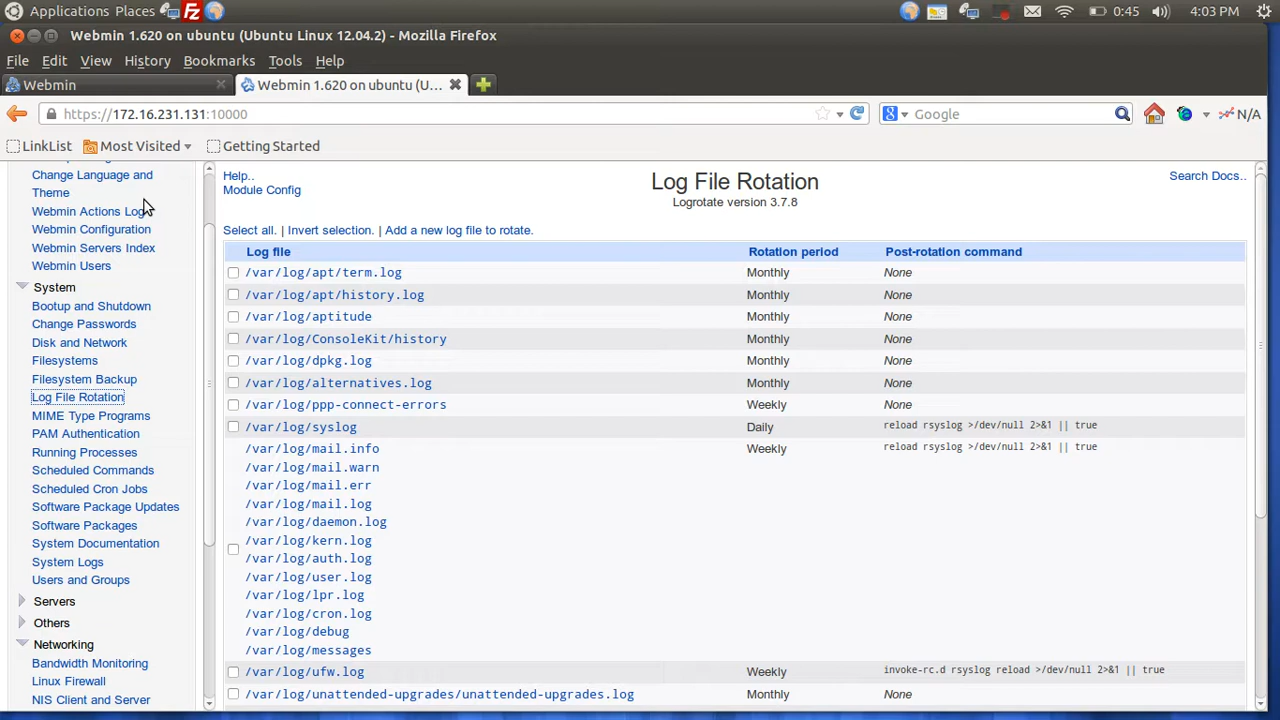 Applications Places
0:45
4:03 PM
Webmin 1.620 on ubuntu (Ubuntu Linux 12.04.2) - Mozilla Firefox
File Edit View History Bookmarks Tools Help
Webmin
Webmin 1.620 on ubuntu (U...
https://172.16.231.131:10000
Google
N/A
LinkList Most Visited Getting Started
Change Language and
Theme
Webmin Actions Log
Webmin Configuration
Webmin Servers Index
Webmin Users
System
Bootup and Shutdown
Change Passwords
Disk and Network
Filesystems
Filesystem Backup
Log File Rotation
MIME Type Programs
PAM Authentication
Running Processes
Scheduled Commands
Scheduled Cron Jobs
Software Package Updates
Software Packages
System Documentation
System Logs
Users and Groups
Servers
Others
Networking
Bandwidth Monitoring
Linux Firewall
NIS Client and Server
Help..
Module Config
Log File Rotation
Logrotate version 3.7.8
Search Docs..
Select all. | Invert selection. | Add a new log file to rotate.
Log file Rotation period Post-rotation command
/var/log/apt/term.log Monthly None
/var/log/apt/history.log Monthly None
/var/log/aptitude Monthly None
/var/log/ConsoleKit/history Monthly None
/var/log/dpkg.log Monthly None
/var/log/alternatives.log Monthly None
/var/log/ppp-connect-errors Weekly None
/var/log/syslog Daily reload rsyslog >/dev/null 2>&1 || true
/var/log/mail.info Weekly reload rsyslog >/dev/null 2>&1 || true
/var/log/mail.warn
/var/log/mail.err
/var/log/mail.log
/var/log/daemon.log
/var/log/kern.log
/var/log/auth.log
/var/log/user.log
/var/log/lpr.log
/var/log/cron.log
/var/log/debug
/var/log/messages
/var/log/ufw.log Weekly invoke-rc.d rsyslog reload >/dev/null 2>&1 || true
/var/log/unattended-upgrades/unattended-upgrades.log Monthly None